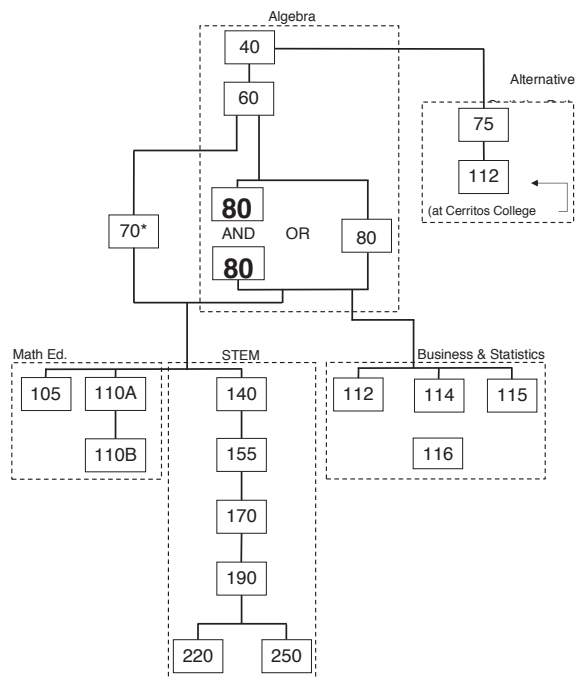 Algebra
40
60
Alternative
75
112
(at Cerritos College
70*
80
AND OR
80
80
Math Ed.
STEM
Business & Statistics
105
110A
140
112
114
115
110B
155
116
170
190
220
250